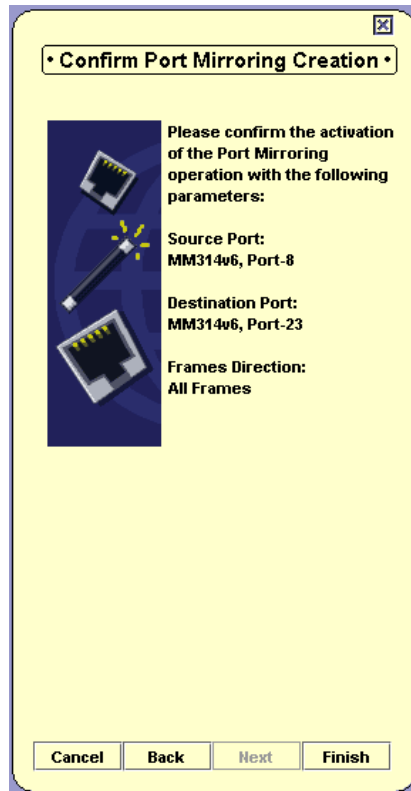 • Confirm Port Mirroring Creation •
Please confirm the activation
of the Port Mirroring
operation with the following
parameters:
Source Port:
MM314v6, Port-8
Destination Port:
MM314v6, Port-23
Frames Direction:
All Frames
Cancel Back Next Finish